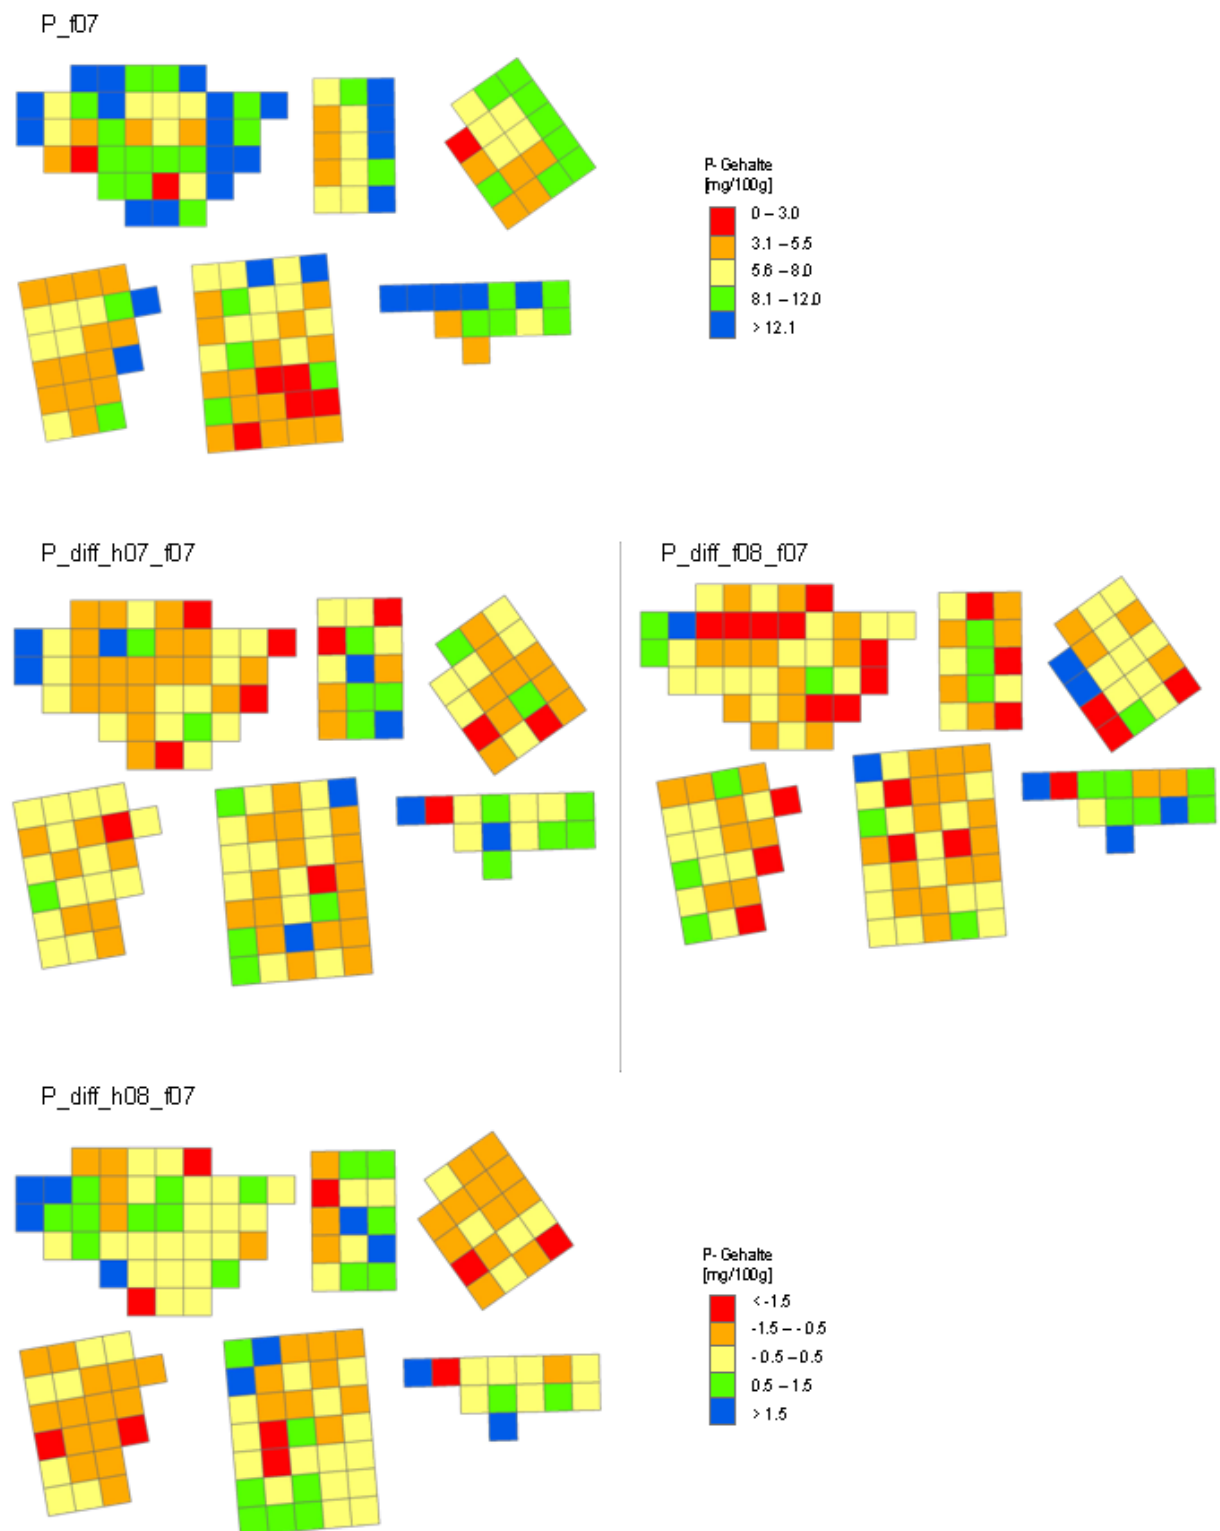 P_f07
P- Gehalte
[mg/100g]
0 – 3.0
3.1 – 5.5
5.6 – 8.0
8.1 – 12.0
> 12.1
P_diff_h07_f07
P_diff_f08_f07
P_diff_h08_f07
P- Gehalte
[mg/100g]
< -1.5
-1.5 – -0.5
-0.5 – 0.5
0.5 – 1.5
> 1.5